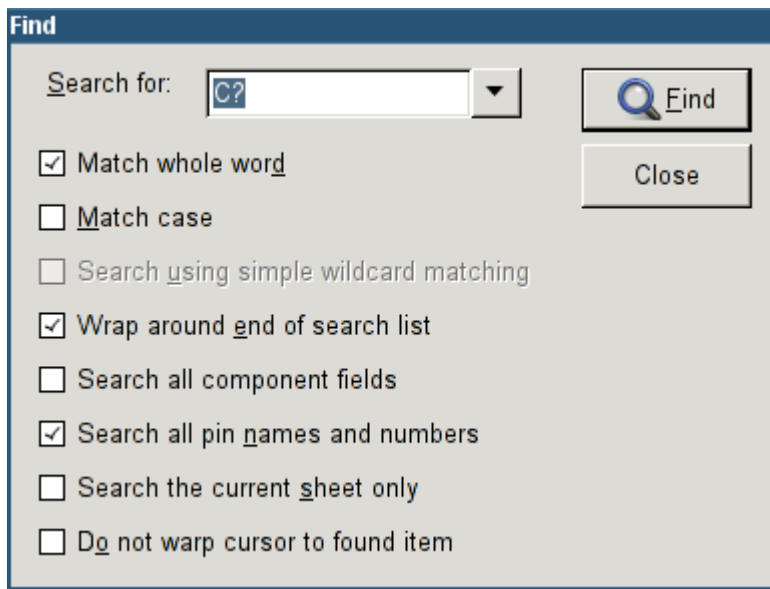 Find
Search for: C? Find
Match whole word Close
Match case
Search using simple wildcard matching
Wrap around end of search list
Search all component fields
Search all pin names and numbers
Search the current sheet only
Do not warp cursor to found item